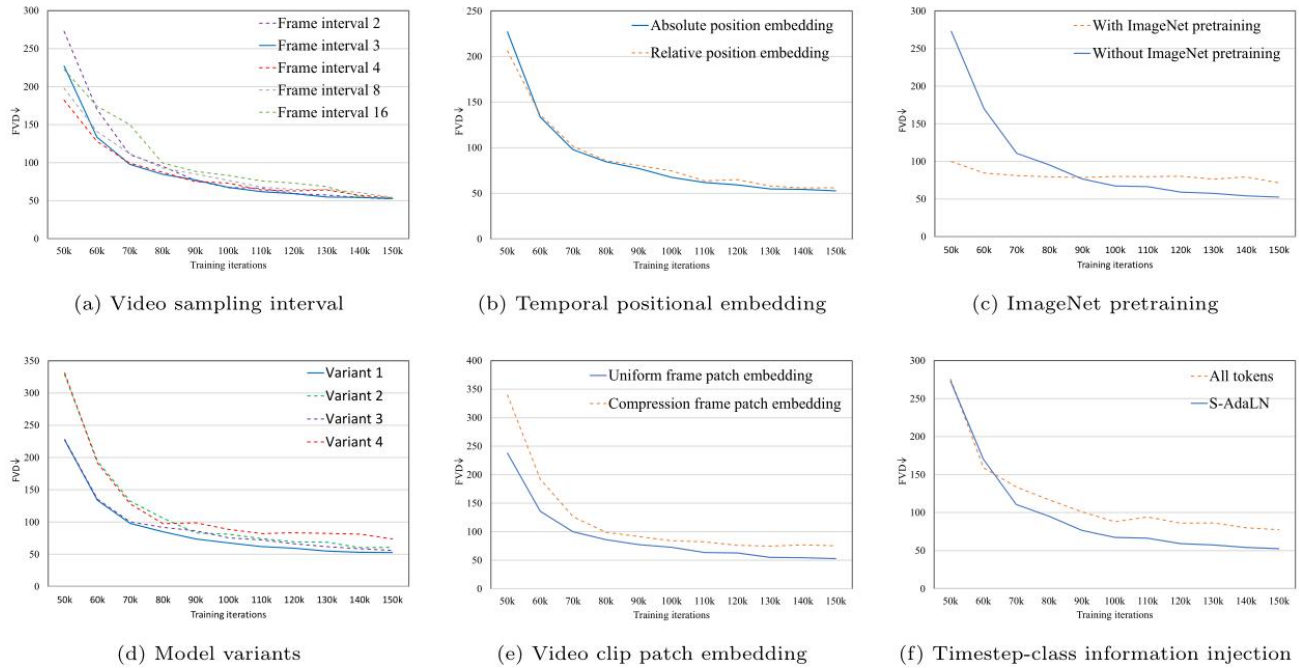 300
250
200
150
100
50
0
FVD↓
Frame interval 2
Frame interval 3
Frame interval 4
Frame interval 8
Frame interval 16
50k 60k 70k 80k 90k 100k 110k 120k 130k 140k 150k
Training iterations
(a) Video sampling interval
250
200
150
100
50
0
FVD↓
Absolute position embedding
Relative position embedding
50k 60k 70k 80k 90k 100k 110k 120k 130k 140k 150k
Training iterations
(b) Temporal positional embedding
300
250
200
150
100
50
0
FVD↓
With ImageNet pretraining
Without ImageNet pretraining
50k 60k 70k 80k 90k 100k 110k 120k 130k 140k 150k
Training iterations
(c) ImageNet pretraining
350
300
250
200
150
100
50
0
FVD↓
Variant 1
Variant 2
Variant 3
Variant 4
50k 60k 70k 80k 90k 100k 110k 120k 130k 140k 150k
Training iterations
(d) Model variants
400
350
300
250
200
150
100
50
0
FVD↓
Uniform frame patch embedding
Compression frame patch embedding
50k 60k 70k 80k 90k 100k 110k 120k 130k 140k 150k
Training iterations
(e) Video clip patch embedding
300
250
200
150
100
50
0
FVD↓
All tokens
S-AdaLN
50k 60k 70k 80k 90k 100k 110k 120k 130k 140k 150k
Training iterations
(f) Timestep-class information injection